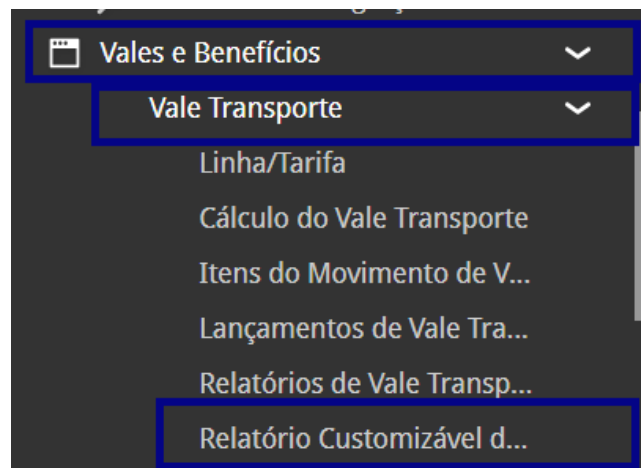 Vales e Benefícios
Vale Transporte
Linha/Tarifa
Cálculo do Vale Transporte
Itens do Movimento de V...
Lançamentos de Vale Tra...
Relatórios de Vale Transp...
Relatório Customizável d...